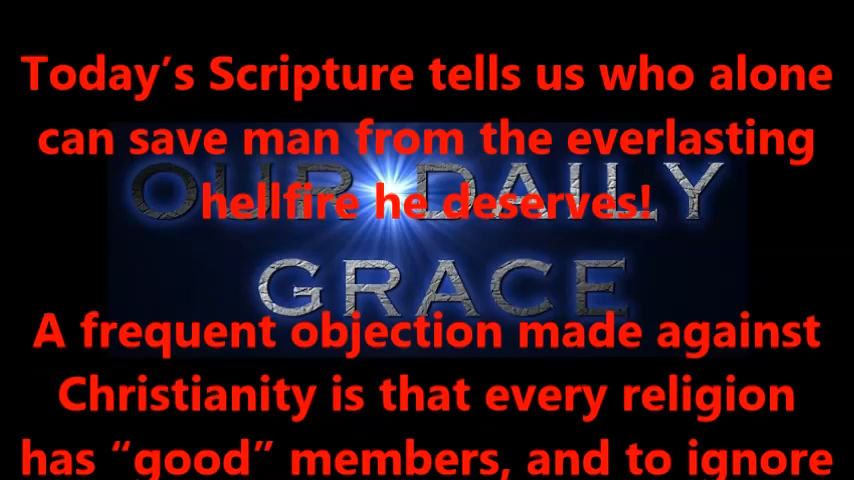 Today’s Scripture tells us who alone
can save man from the everlasting
OUR DAILY
hellfire he deserves!
GRACE
A frequent objection made against
Christianity is that every religion
has “good” members, and to ignore